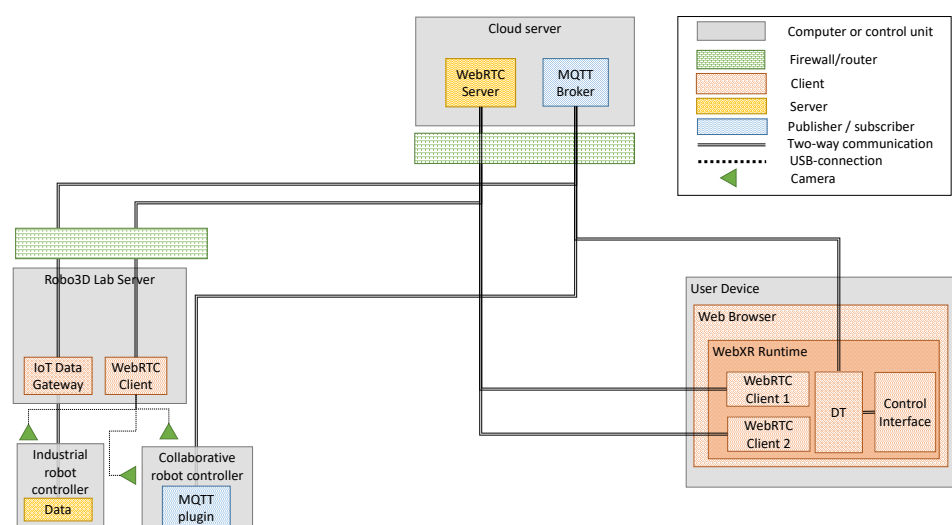 Cloud server
WebRTC
Server
MQTT
Broker
Computer or control unit
Firewall/router
Client
Server
Publisher / subscriber
Two-way communication
USB-connection
Camera
Robo3D Lab Server
IoT Data
Gateway
WebRTC
Client
Industrial
robot
controller
Data
Collaborative
robot controller
MQTT
plugin
User Device
Web Browser
WebXR Runtime
WebRTC
Client 1
WebRTC
Client 2
DT
Control
Interface